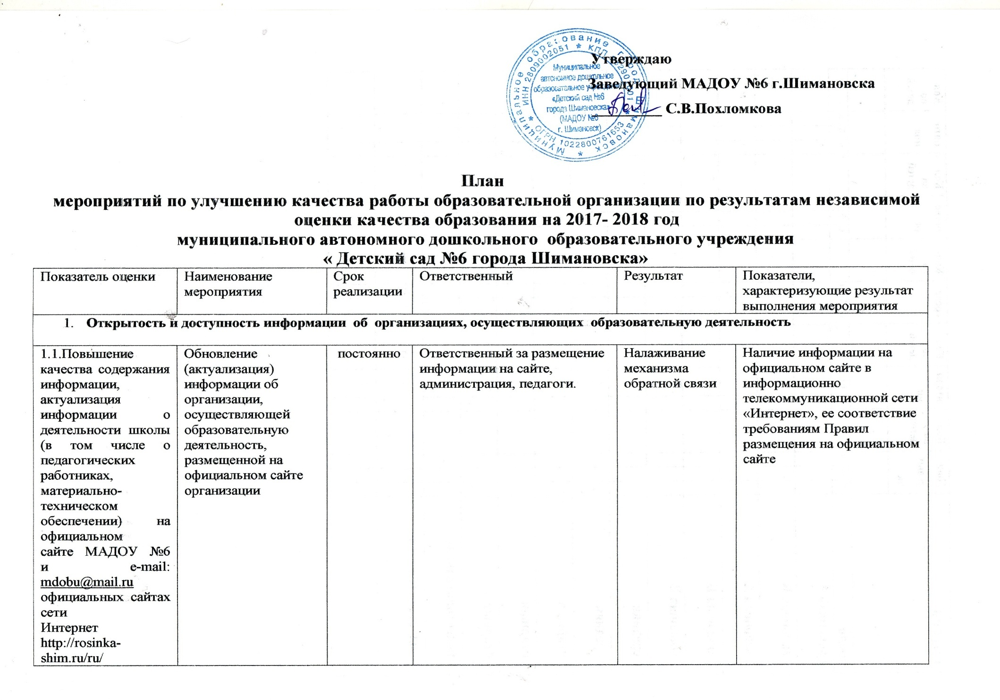 Утверждаю
Заведующий МАДОУ №6 г.Шимановска
__________ С.В.Похломкова
Муниципальное образование город Шимановск
* ИНН 2809002051 * КПП
* ОГРН 1022800761653 *
Муниципальное
автономное дошкольное
образовательное учреждение
«Детский сад №6
города Шимановска»
(МАДОУ №6
г. Шимановск)
План
мероприятий по улучшению качества работы образовательной организации по результатам независимой
оценки качества образования на 2017- 2018 год
муниципального автономного дошкольного образовательного учреждения
« Детский сад №6 города Шимановска»
Показатель оценки
Наименование
мероприятия
Срок
реализации
Ответственный
Результат
Показатели,
характеризующие результат
выполнения мероприятия
1. Открытость и доступность информации об организациях, осуществляющих образовательную деятельность
1.1.Повышение
качества содержания
информации,
актуализация
информации о
деятельности школы
(в том числе о
педагогических
работниках,
материально-
техническом
обеспечении) на
официальном
сайте МАДОУ №6
и e-mail:
mdobu@mail.ru
официальных сайтах
сети
Интернет
http://rosinka-
shim.ru/ru/
Обновление
(актуализация)
информации об
организации,
осуществляющей
образовательную
деятельность,
размещенной на
официальном сайте
организации
постоянно
Ответственный за размещение
информации на сайте,
администрация, педагоги.
Налаживание
механизма
обратной связи
Наличие информации на
официальном сайте в
информационно
телекоммуникационной сети
«Интернет», ее соответствие
требованиям Правил
размещения на официальном
сайте